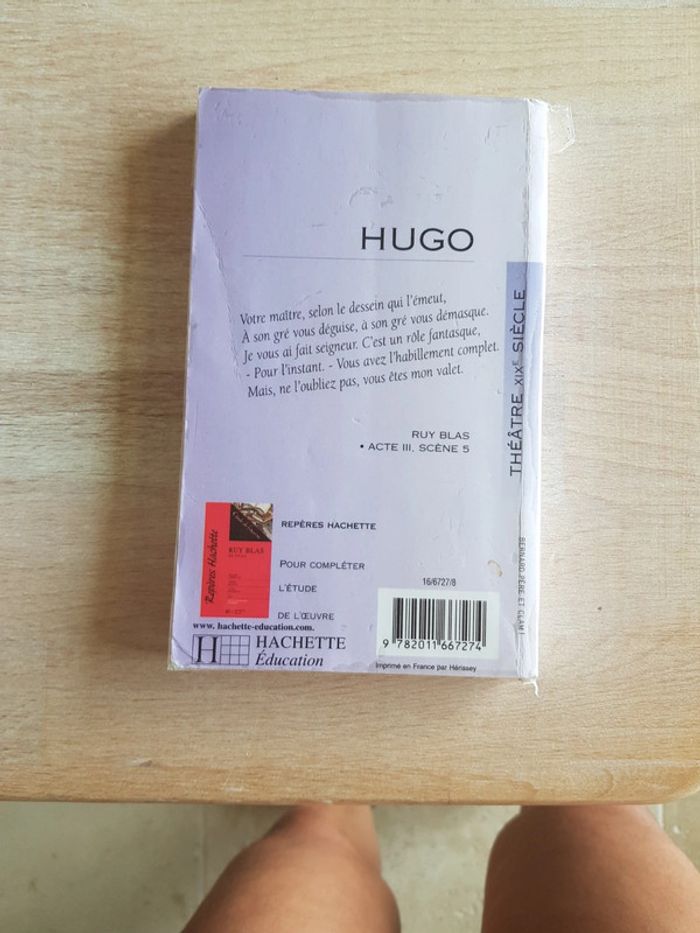 HUGO
Votre maître, selon le dessein qui l'émeut,
À son gré vous déguise, à son gré vous démasque.
Je vous ai fait seigneur. C'est un rôle fantasque,
- Pour l'instant. - Vous avez l'habillement complet.
Mais, ne l'oubliez pas, vous êtes mon valet.
RUY BLAS
• ACTE III, SCÈNE 5
THÉÂTRE XIXE SIÈCLE
BERNARD, PÈRE ET CLAM !
Repères Hachette
RUY BLAS
REPÈRES HACHETTE
POUR COMPLÉTER
L'ÉTUDE
DE L'ŒUVRE
www. hachette-education.com.
H HACHETTE
Éducation
16/6727/8
9 782011 667274
Imprimé en France par Hérissey